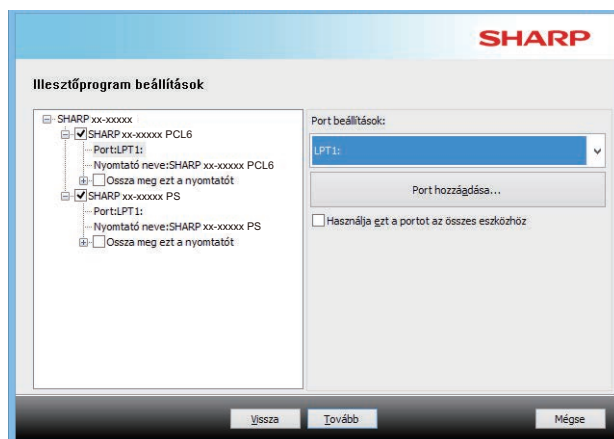 SHARP
Illesztőprogram beállítások
SHARP xx-xxxxx
SHARP xx-xxxxx PCL6
Port:LPT1:
Nyomtató neve:SHARP xx-xxxxx PCL6
Ossza meg ezt a nyomtatót
SHARP xx-xxxxx PS
Port:LPT1:
Nyomtató neve:SHARP xx-xxxxx PS
Ossza meg ezt a nyomtatót
Port beállítások:
LPT1:
Port hozzáadása...
Használja ezt a portot az összes eszközhöz
Vissza
Tovább
Mégse